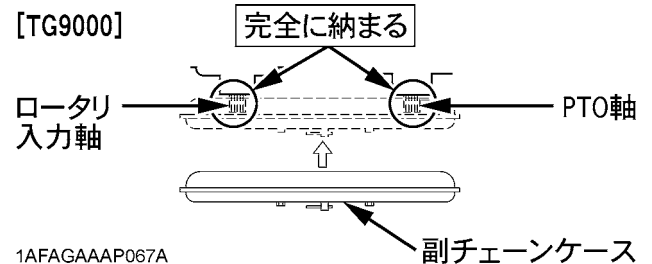 [TG9000]
完全に納まる
ロータリ
入力軸
PTO軸
副チェーンケース
1AFAGAAAP067A